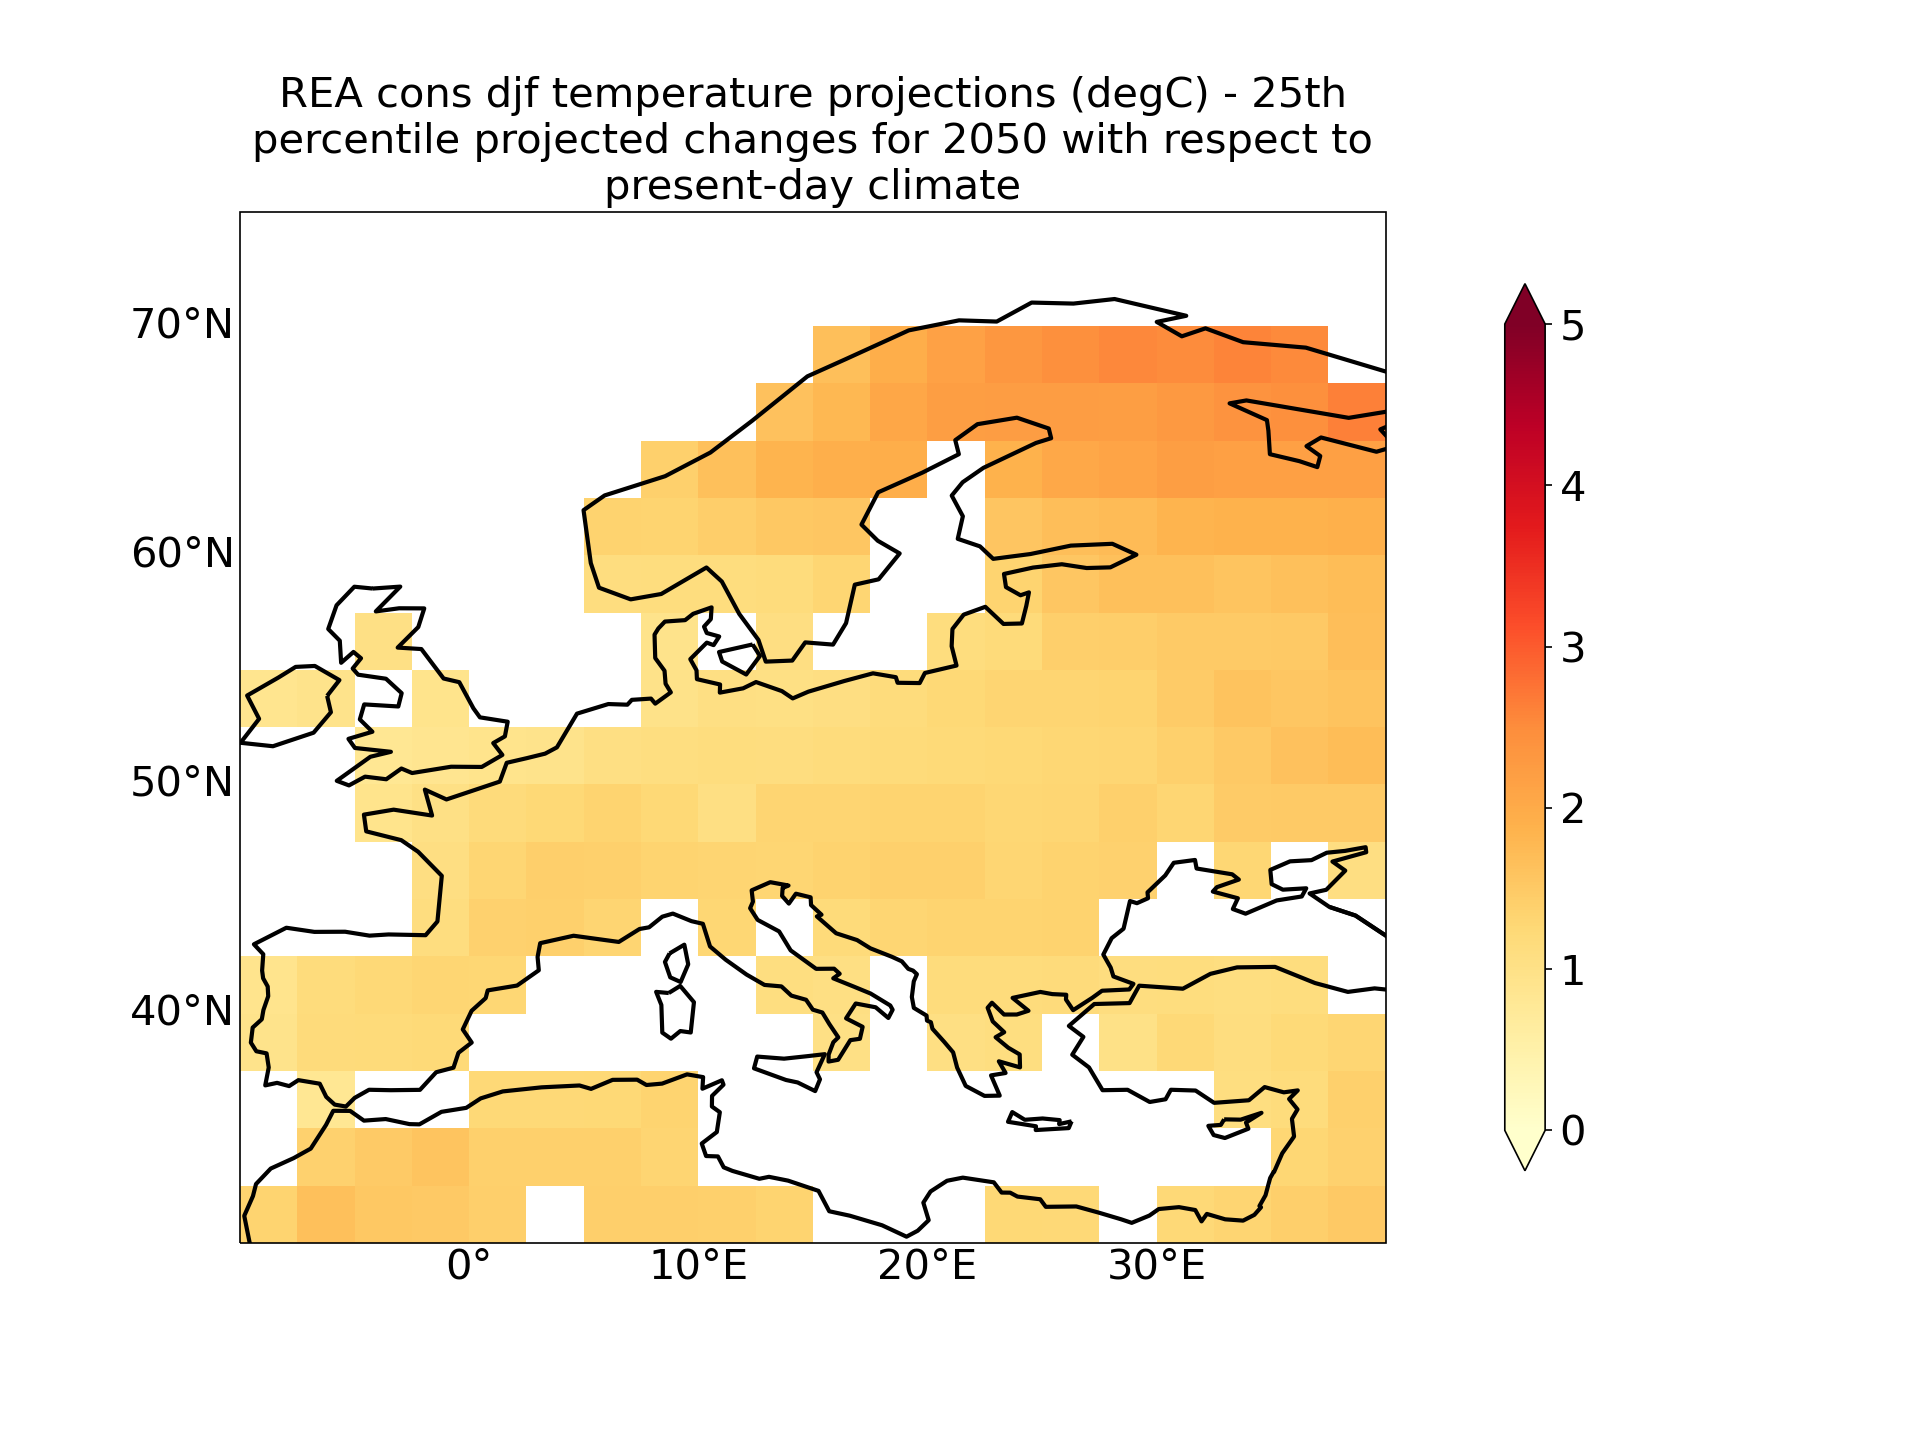 REA cons djf temperature projections (degC) - 25th
percentile projected changes for 2050 with respect to
present-day climate
70°N
60°N
50°N
40°N
0°
10°E
20°E
30°E
5
4
3
2
1
0